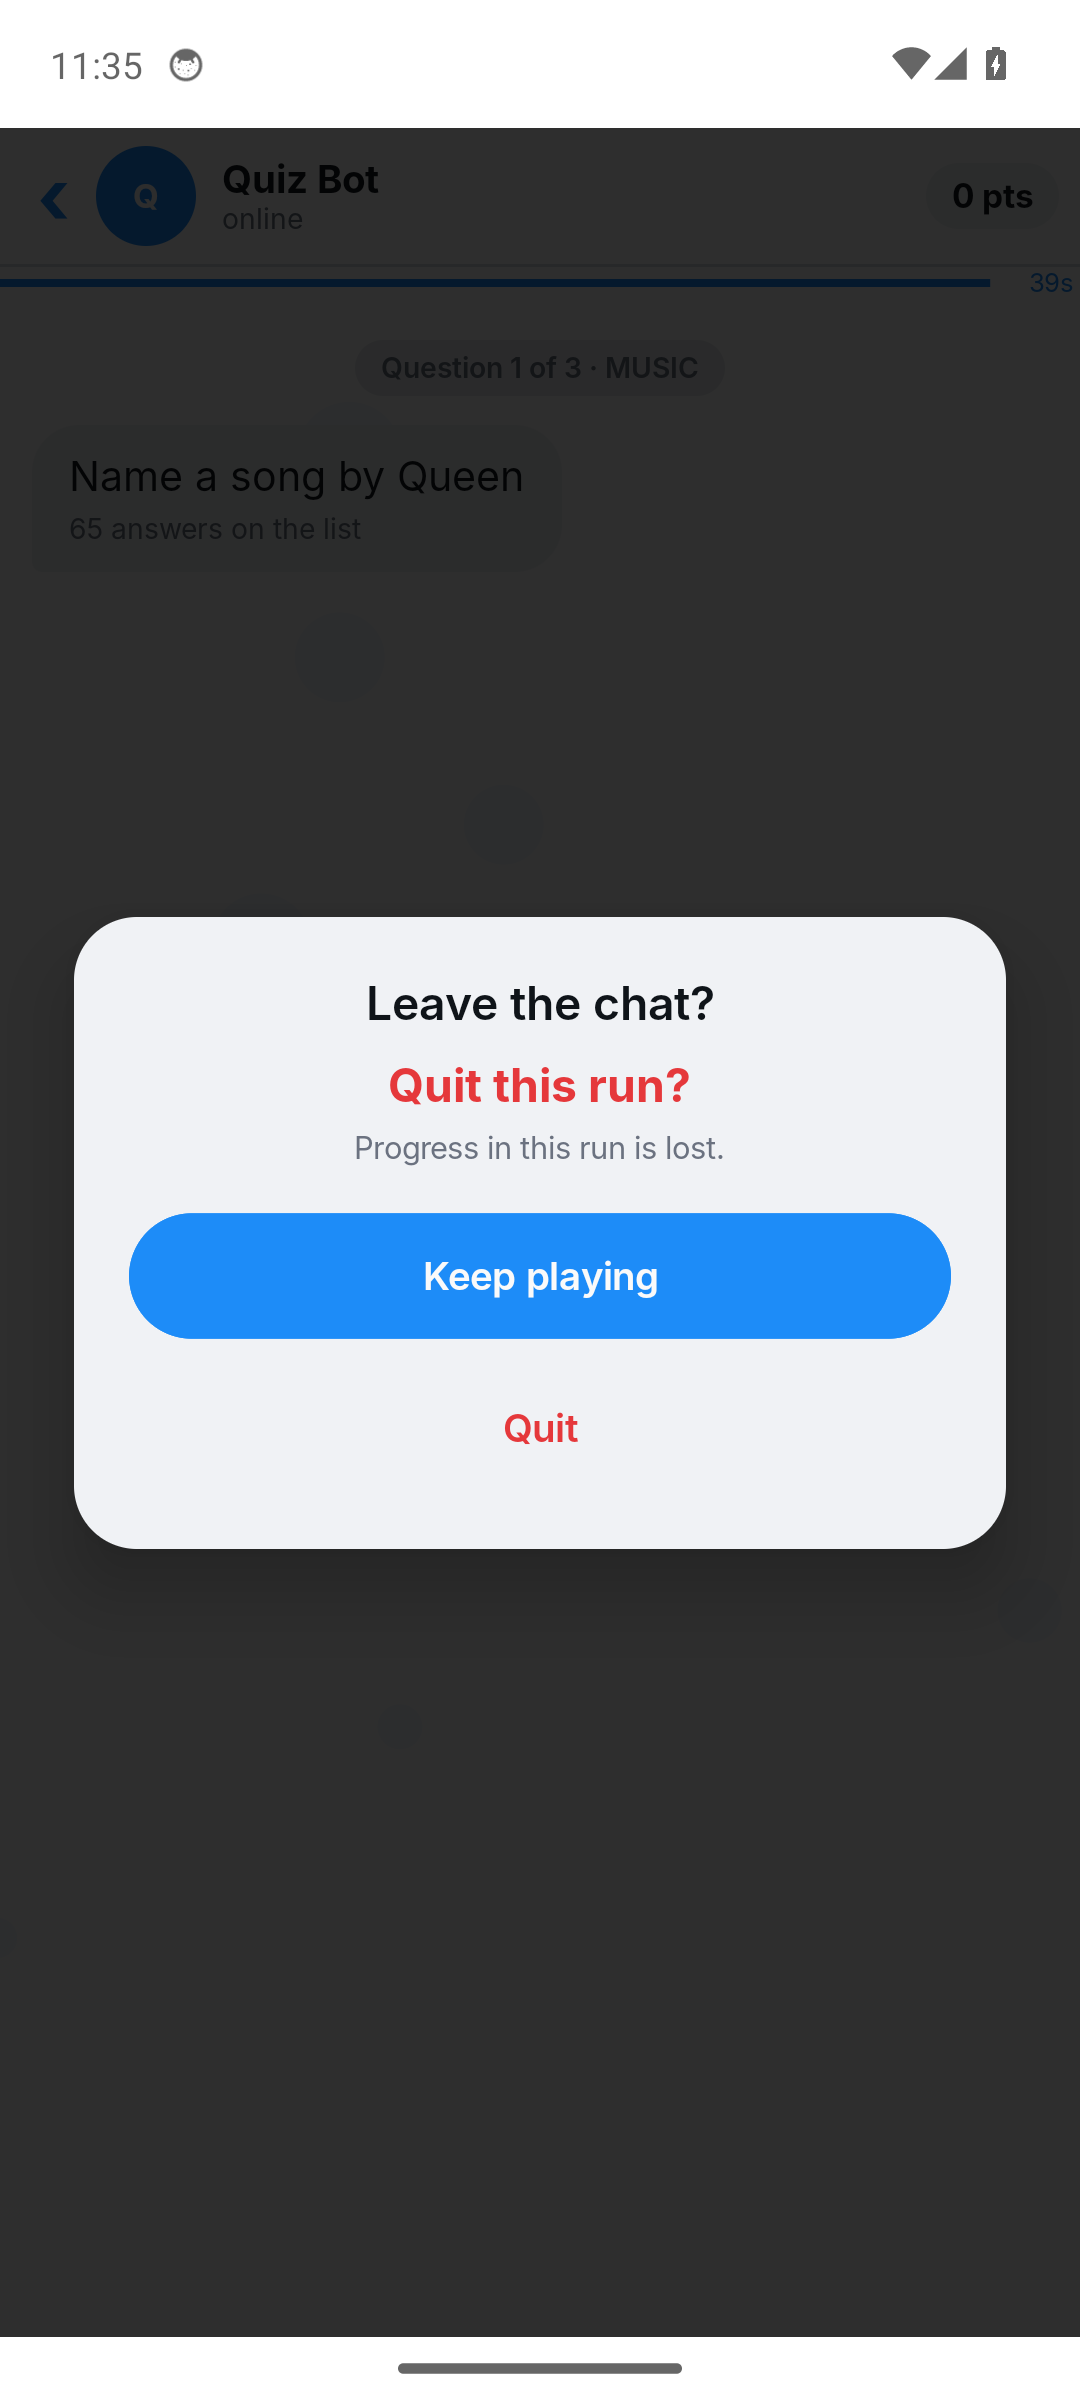 11:35
Q
Quiz Bot
online
0 pts
39s
Question 1 of 3 · MUSIC
Name a song by Queen
65 answers on the list
Leave the chat?
Quit this run?
Progress in this run is lost.
Keep playing
Quit